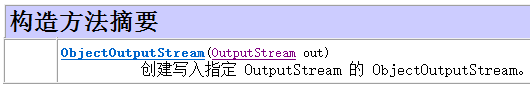 构造方法摘要
ObjectOutputStream(OutputStream out)
创建写入指定 OutputStream 的 ObjectOutputStream。